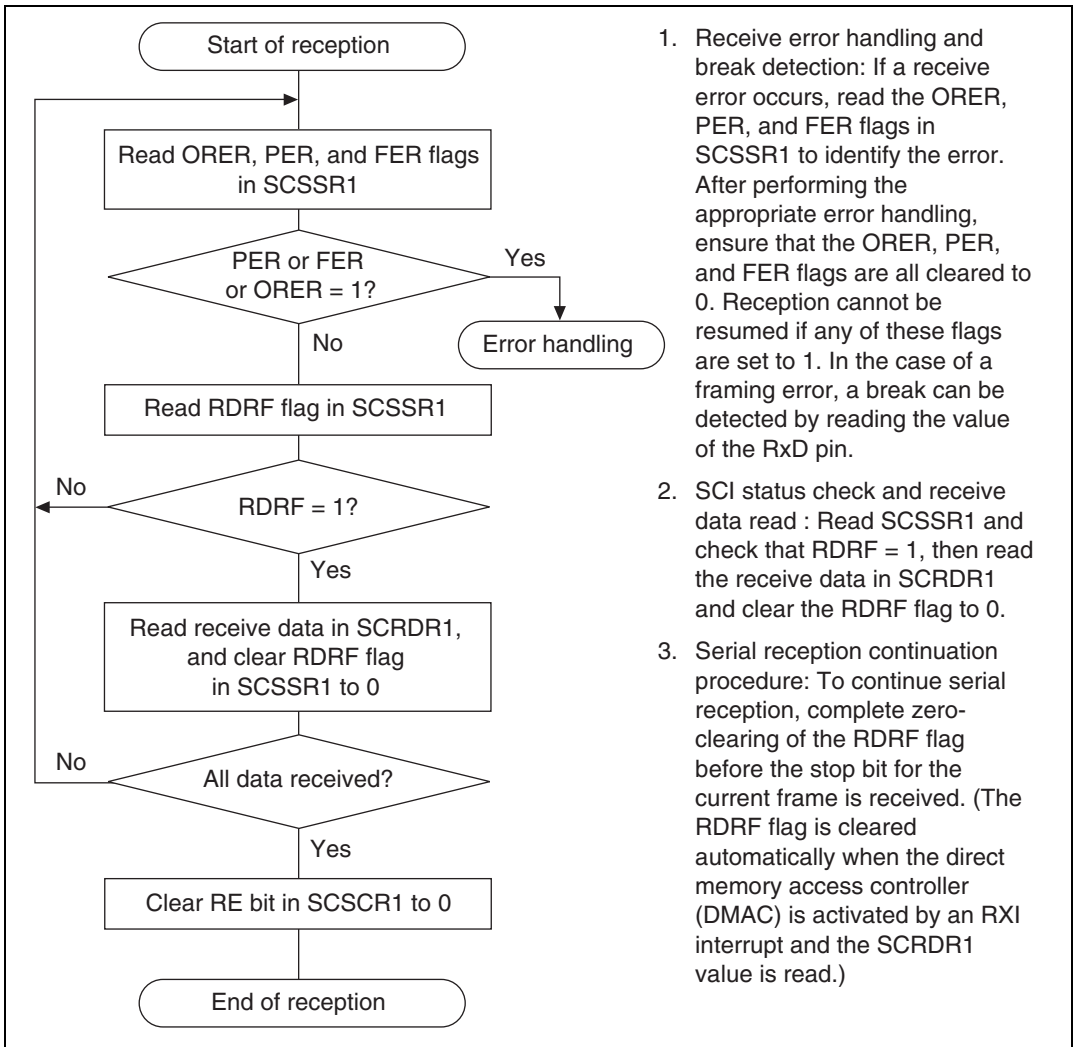 Start of reception
Read ORER, PER, and FER flags
in SCSSR1
PER or FER
or ORER = 1?
Yes
No
Error handling
Read RDRF flag in SCSSR1
No
RDRF = 1?
Yes
Read receive data in SCRDR1,
and clear RDRF flag
in SCSSR1 to 0
No
All data received?
Yes
Clear RE bit in SCSCR1 to 0
End of reception
1. Receive error handling and
break detection: If a receive
error occurs, read the ORER,
PER, and FER flags in
SCSSR1 to identify the error.
After performing the
appropriate error handling,
ensure that the ORER, PER,
and FER flags are all cleared to
0. Reception cannot be
resumed if any of these flags
are set to 1. In the case of a
framing error, a break can be
detected by reading the value
of the RxD pin.
2. SCI status check and receive
data read : Read SCSSR1 and
check that RDRF = 1, then read
the receive data in SCRDR1
and clear the RDRF flag to 0.
3. Serial reception continuation
procedure: To continue serial
reception, complete zero-
clearing of the RDRF flag
before the stop bit for the
current frame is received. (The
RDRF flag is cleared
automatically when the direct
memory access controller
(DMAC) is activated by an RXI
interrupt and the SCRDR1
value is read.)